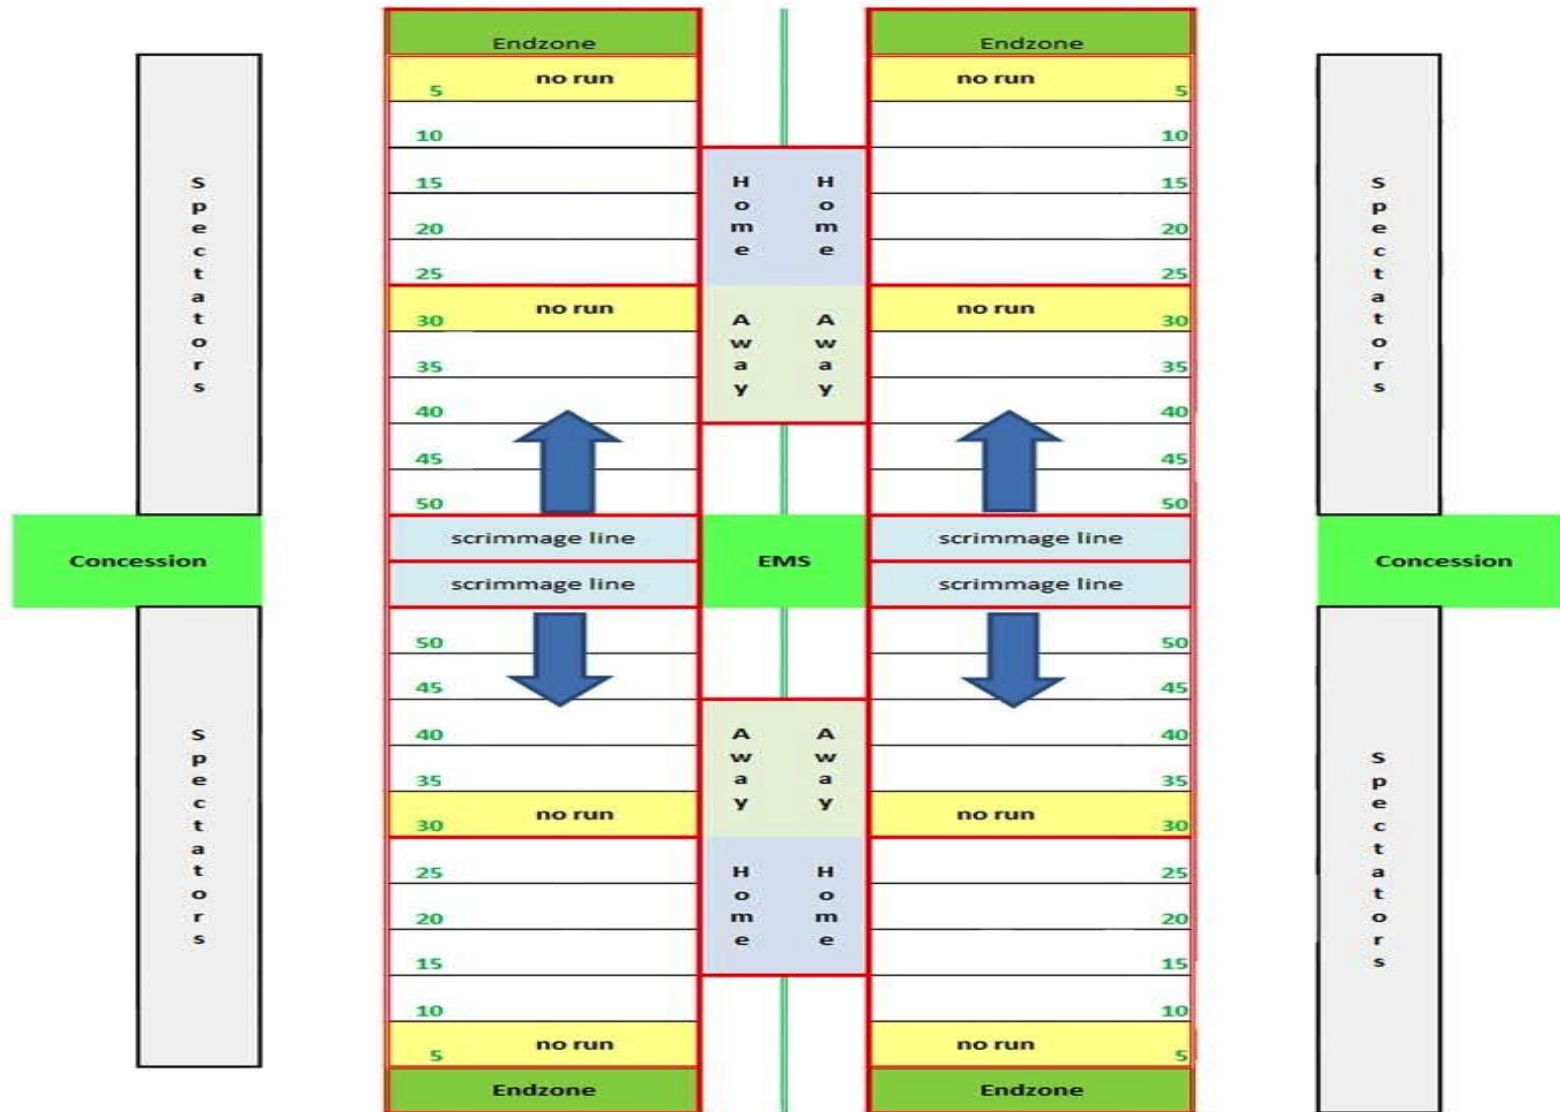 Endzone Endzone
no run no run
5 5
10 10
Spectators 15 Home Home 15 Spectators
20 20
25 25
no run no run
30 Away Away 30
35 35
40 40
45 45
50 50
scrimmage line scrimmage line
Concession EMS Concession
scrimmage line scrimmage line
50 50
45 45
Spectators 40 Away Away 40 Spectators
35 35
no run no run
30 30
25 Home Home 25
20 20
15 15
10 10
no run no run
5 5
Endzone Endzone